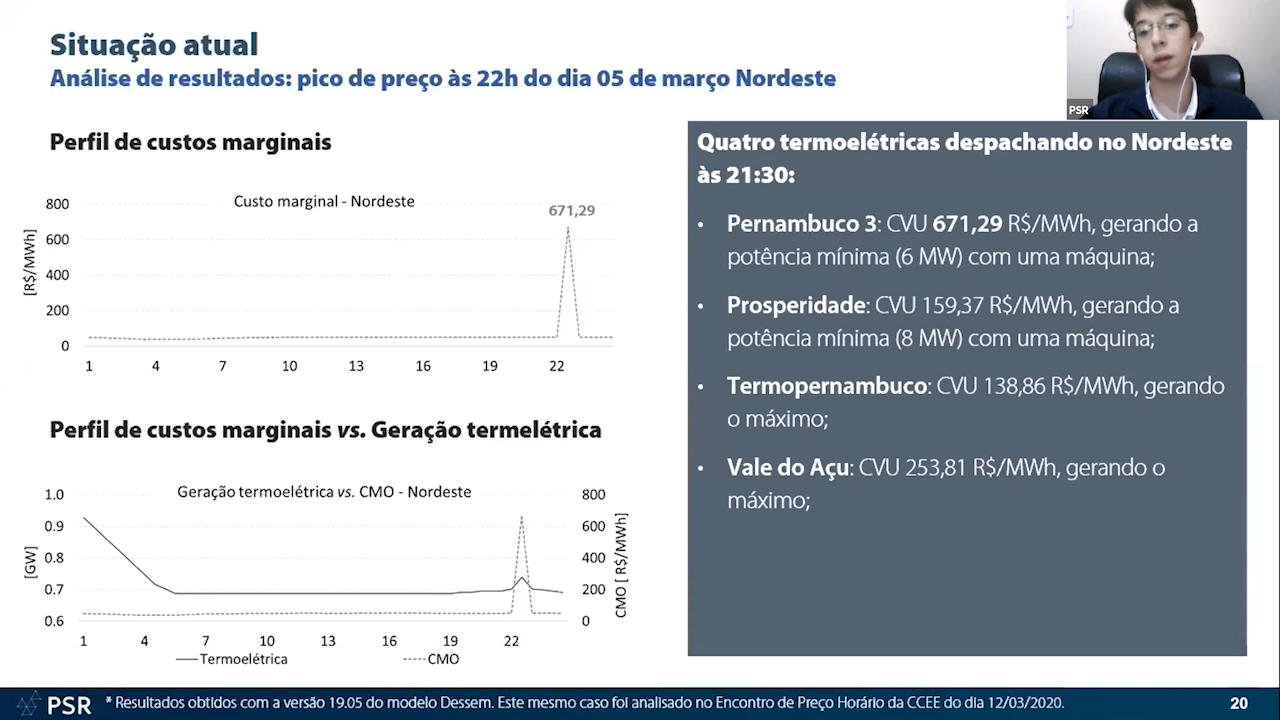 Situação atual
Análise de resultados: pico de preço às 22h do dia 05 de março Nordeste
PSR
Perfil de custos marginais
Custo marginal - Nordeste
[R$/MWh]
800
600
400
200
0
671,29
1 4 7 10 13 16 19 22
Perfil de custos marginais vs. Geração termelétrica
Geração termoelétrica vs. CMO - Nordeste
[GW]
1.0
0.9
0.8
0.7
0.6
800
600
400
200
0
CMO [ R$/MWh]
1 4 7 10 13 16 19 22
Termoelétrica CMO
Quatro termoelétricas despachando no Nordeste
às 21:30:
• Pernambuco 3: CVU 671,29 R$/MWh, gerando a
potência mínima (6 MW) com uma máquina;
• Prosperidade: CVU 159,37 R$/MWh, gerando a
potência mínima (8 MW) com uma máquina;
• Termopernambuco: CVU 138,86 R$/MWh, gerando
o máximo;
• Vale do Açu: CVU 253,81 R$/MWh, gerando o
máximo;
PSR
* Resultados obtidos com a versão 19.05 do modelo Dessem. Este mesmo caso foi analisado no Encontro de Preço Horário da CCEE do dia 12/03/2020.
20